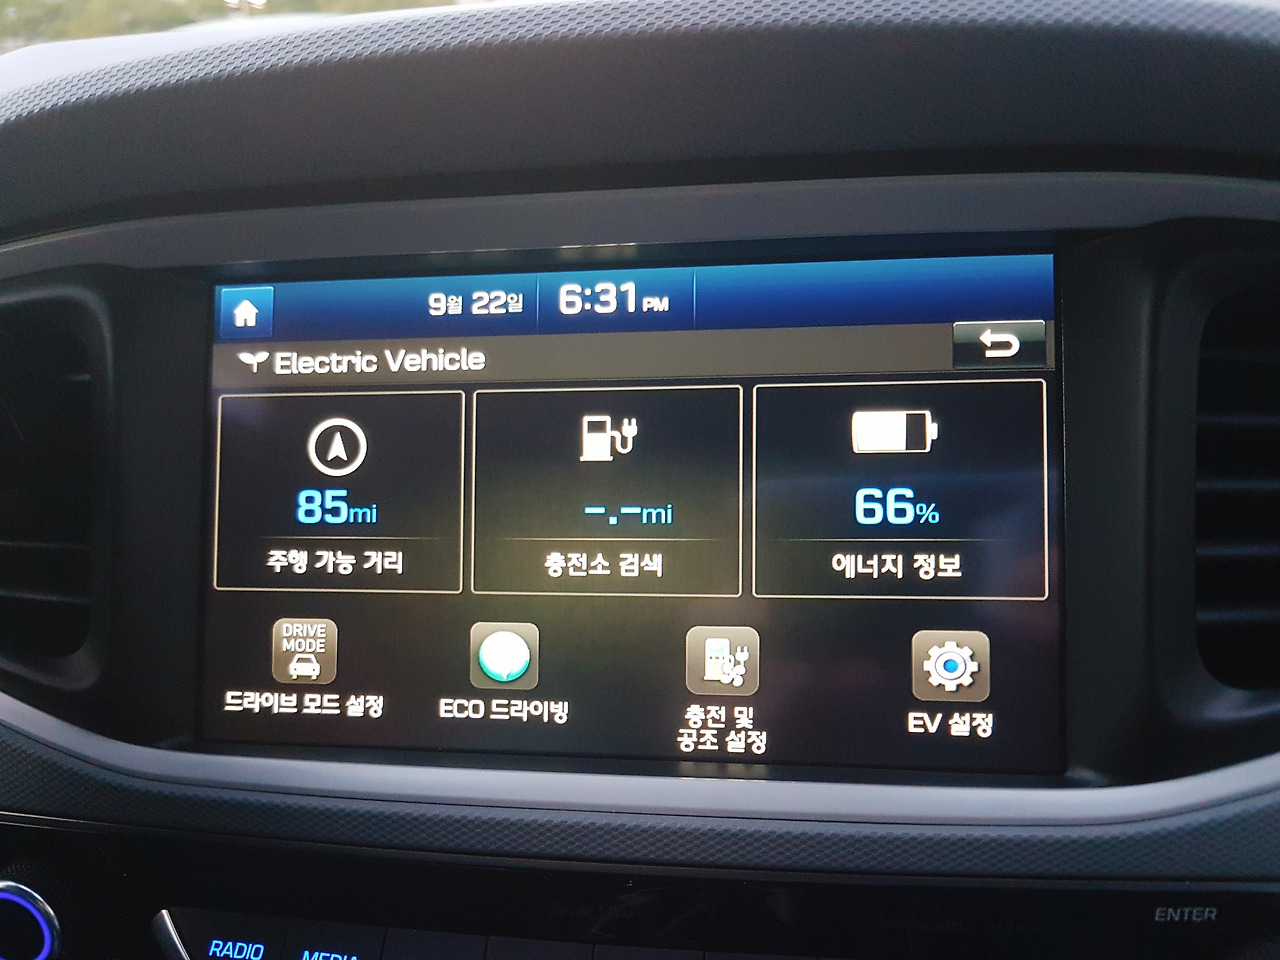 9월 22일 6:31 PM
Electric Vehicle
85mi
주행 가능 거리
-.-mi
충전소 검색
66%
에너지 정보
DRIVE
MODE
드라이브 모드 설정
ECO 드라이빙
충전 및
공조 설정
EV 설정
ENTER
RADIO
MEDIA